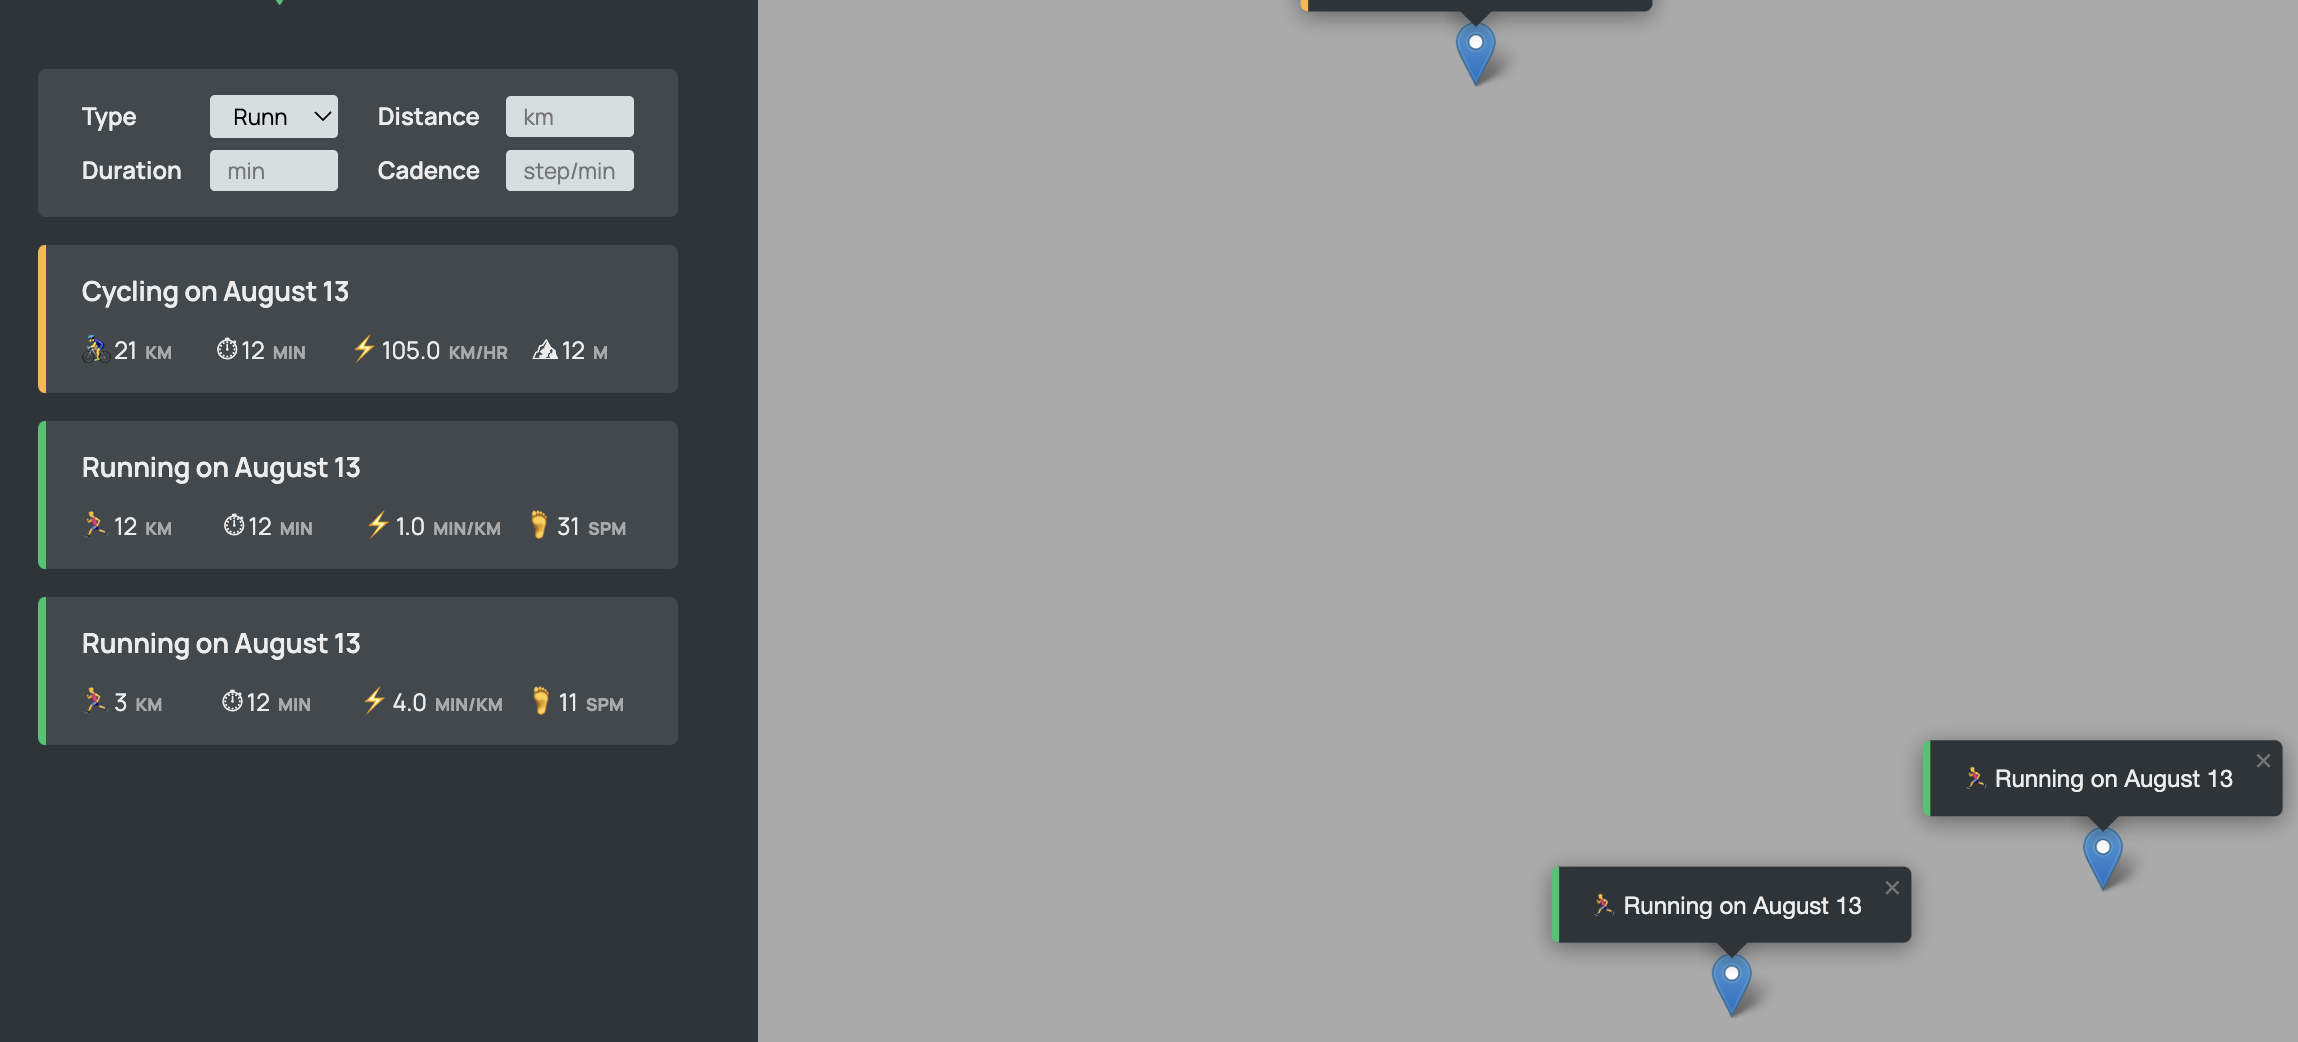 Type Runn Distance km
Duration min Cadence step/min
Cycling on August 13
21 KM 12 MIN 105.0 KM/HR 12 M
Running on August 13
12 KM 12 MIN 1.0 MIN/KM 31 SPM
Running on August 13
3 KM 12 MIN 4.0 MIN/KM 11 SPM
Running on August 13
Running on August 13